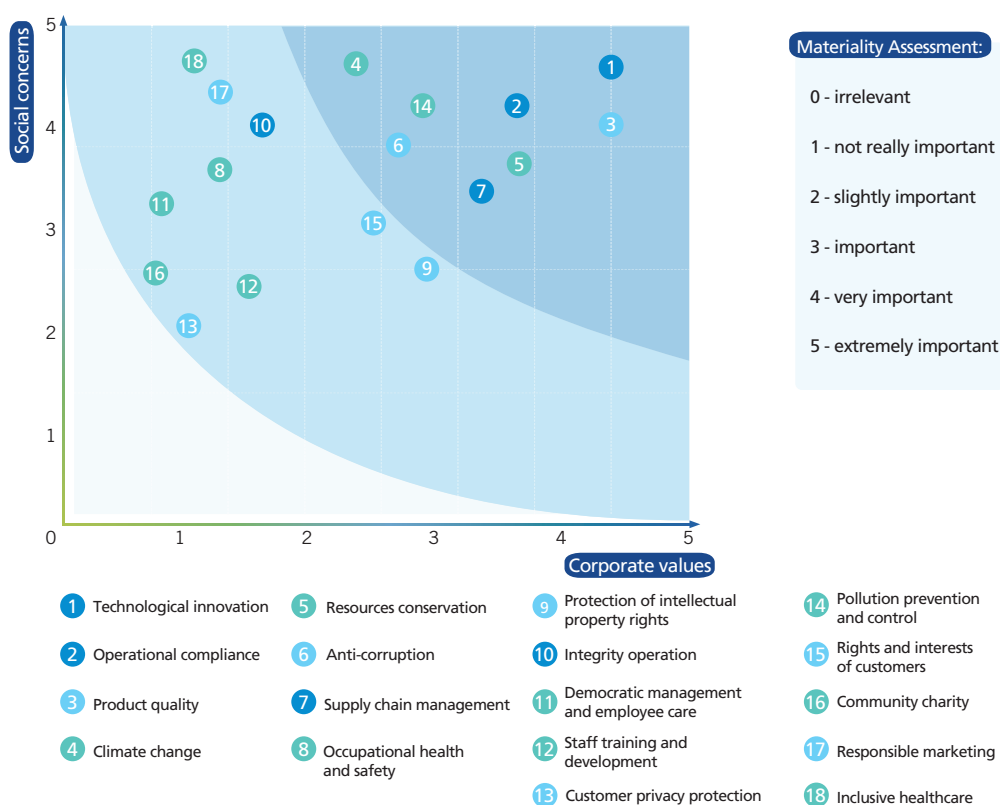 Social concerns
5
4
3
2
1
0
1
2
3
4
5
Corporate values
18
17
10
8
11
16
12
13
4
14
6
15
9
7
5
2
1
3
Materiality Assessment:
0 - irrelevant
1 - not really important
2 - slightly important
3 - important
4 - very important
5 - extremely important
1 Technological innovation
2 Operational compliance
3 Product quality
4 Climate change
5 Resources conservation
6 Anti-corruption
7 Supply chain management
8 Occupational health
and safety
9 Protection of intellectual
property rights
10 Integrity operation
11 Democratic management
and employee care
12 Staff training and
development
13 Customer privacy protection
14 Pollution prevention
and control
15 Rights and interests
of customers
16 Community charity
17 Responsible marketing
18 Inclusive healthcare